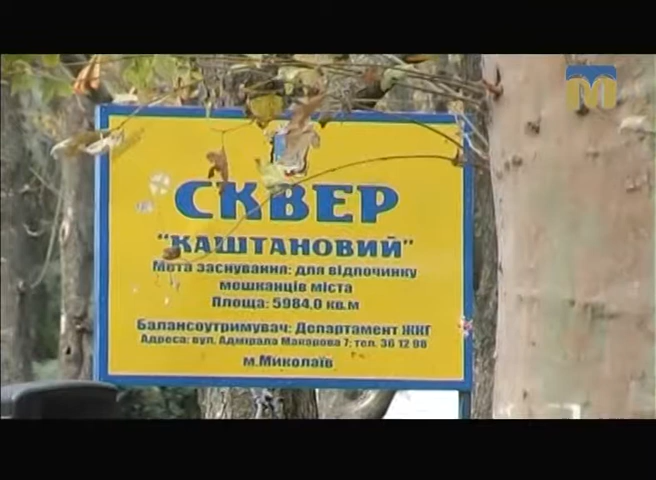 М
СКВЕР
"КАШТАНОВИЙ"
Мета заснування: для відпочинку
мешканців міста
Площа: 5984,0 кв.м
Балансоутримувач: Департамент ЖКГ
Адреса: вул. Адмірала Макарова 7; тел. 36 12 98
м.Миколаїв